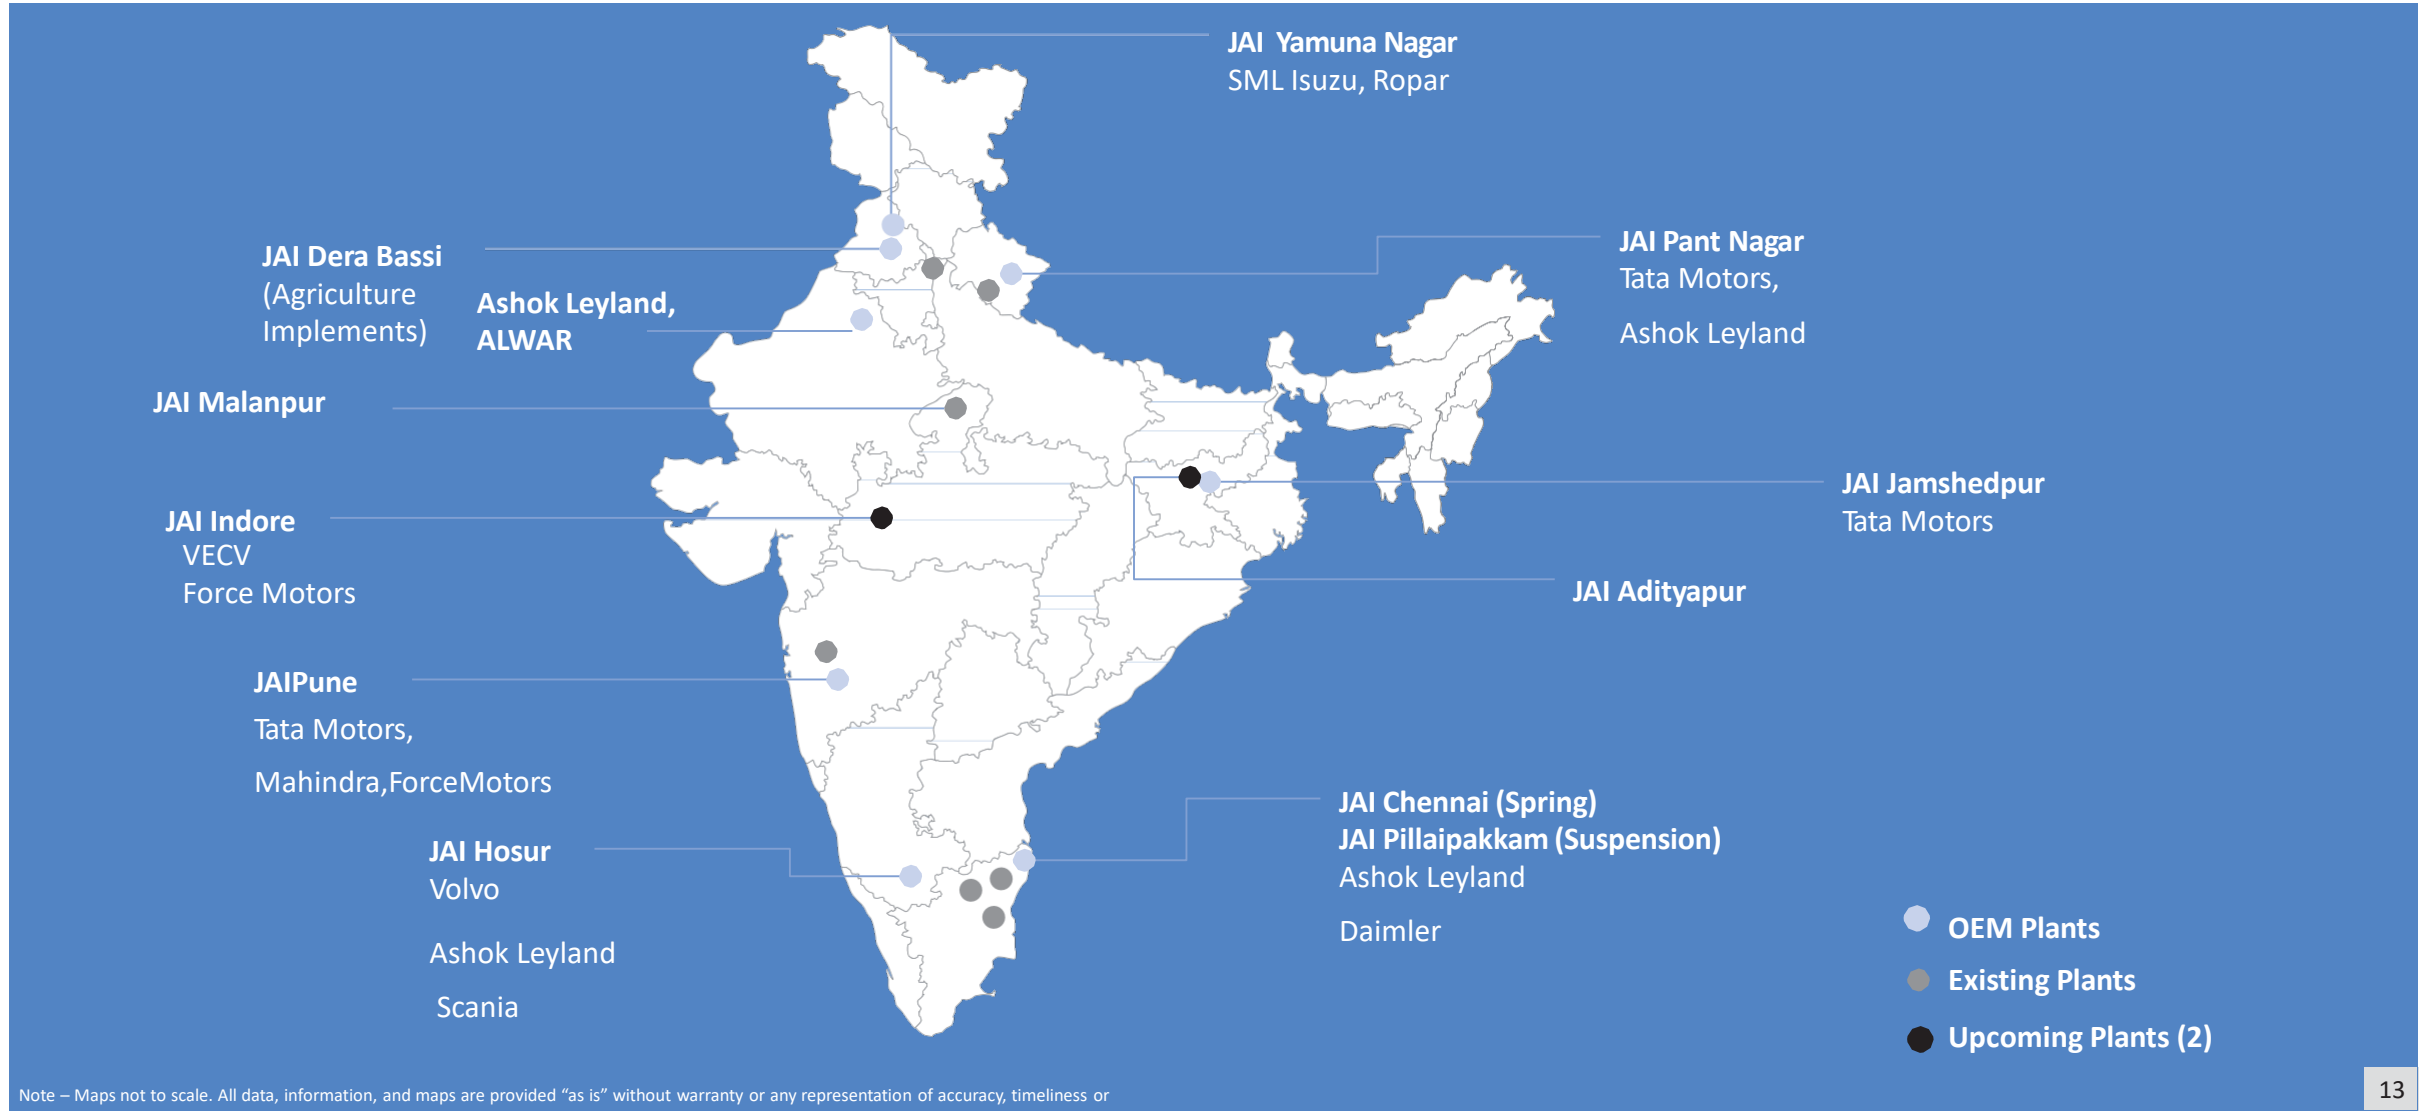 JAI Yamuna Nagar
SML Isuzu, Ropar
JAI Dera Bassi
(Agriculture
Implements)
Ashok Leyland,
ALWAR
JAI Malanpur
JAI Indore
VECV
Force Motors
JAIPune
Tata Motors,
Mahindra,ForceMotors
JAI Hosur
Volvo
Ashok Leyland
Scania
JAI Pant Nagar
Tata Motors,
Ashok Leyland
JAI Jamshedpur
Tata Motors
JAI Adityapur
JAI Chennai (Spring)
JAI Pillaipakkam (Suspension)
Ashok Leyland
Daimler
OEM Plants
Existing Plants
Upcoming Plants (2)
Note – Maps not to scale. All data, information, and maps are provided “as is” without warranty or any representation of accuracy, timeliness or
13